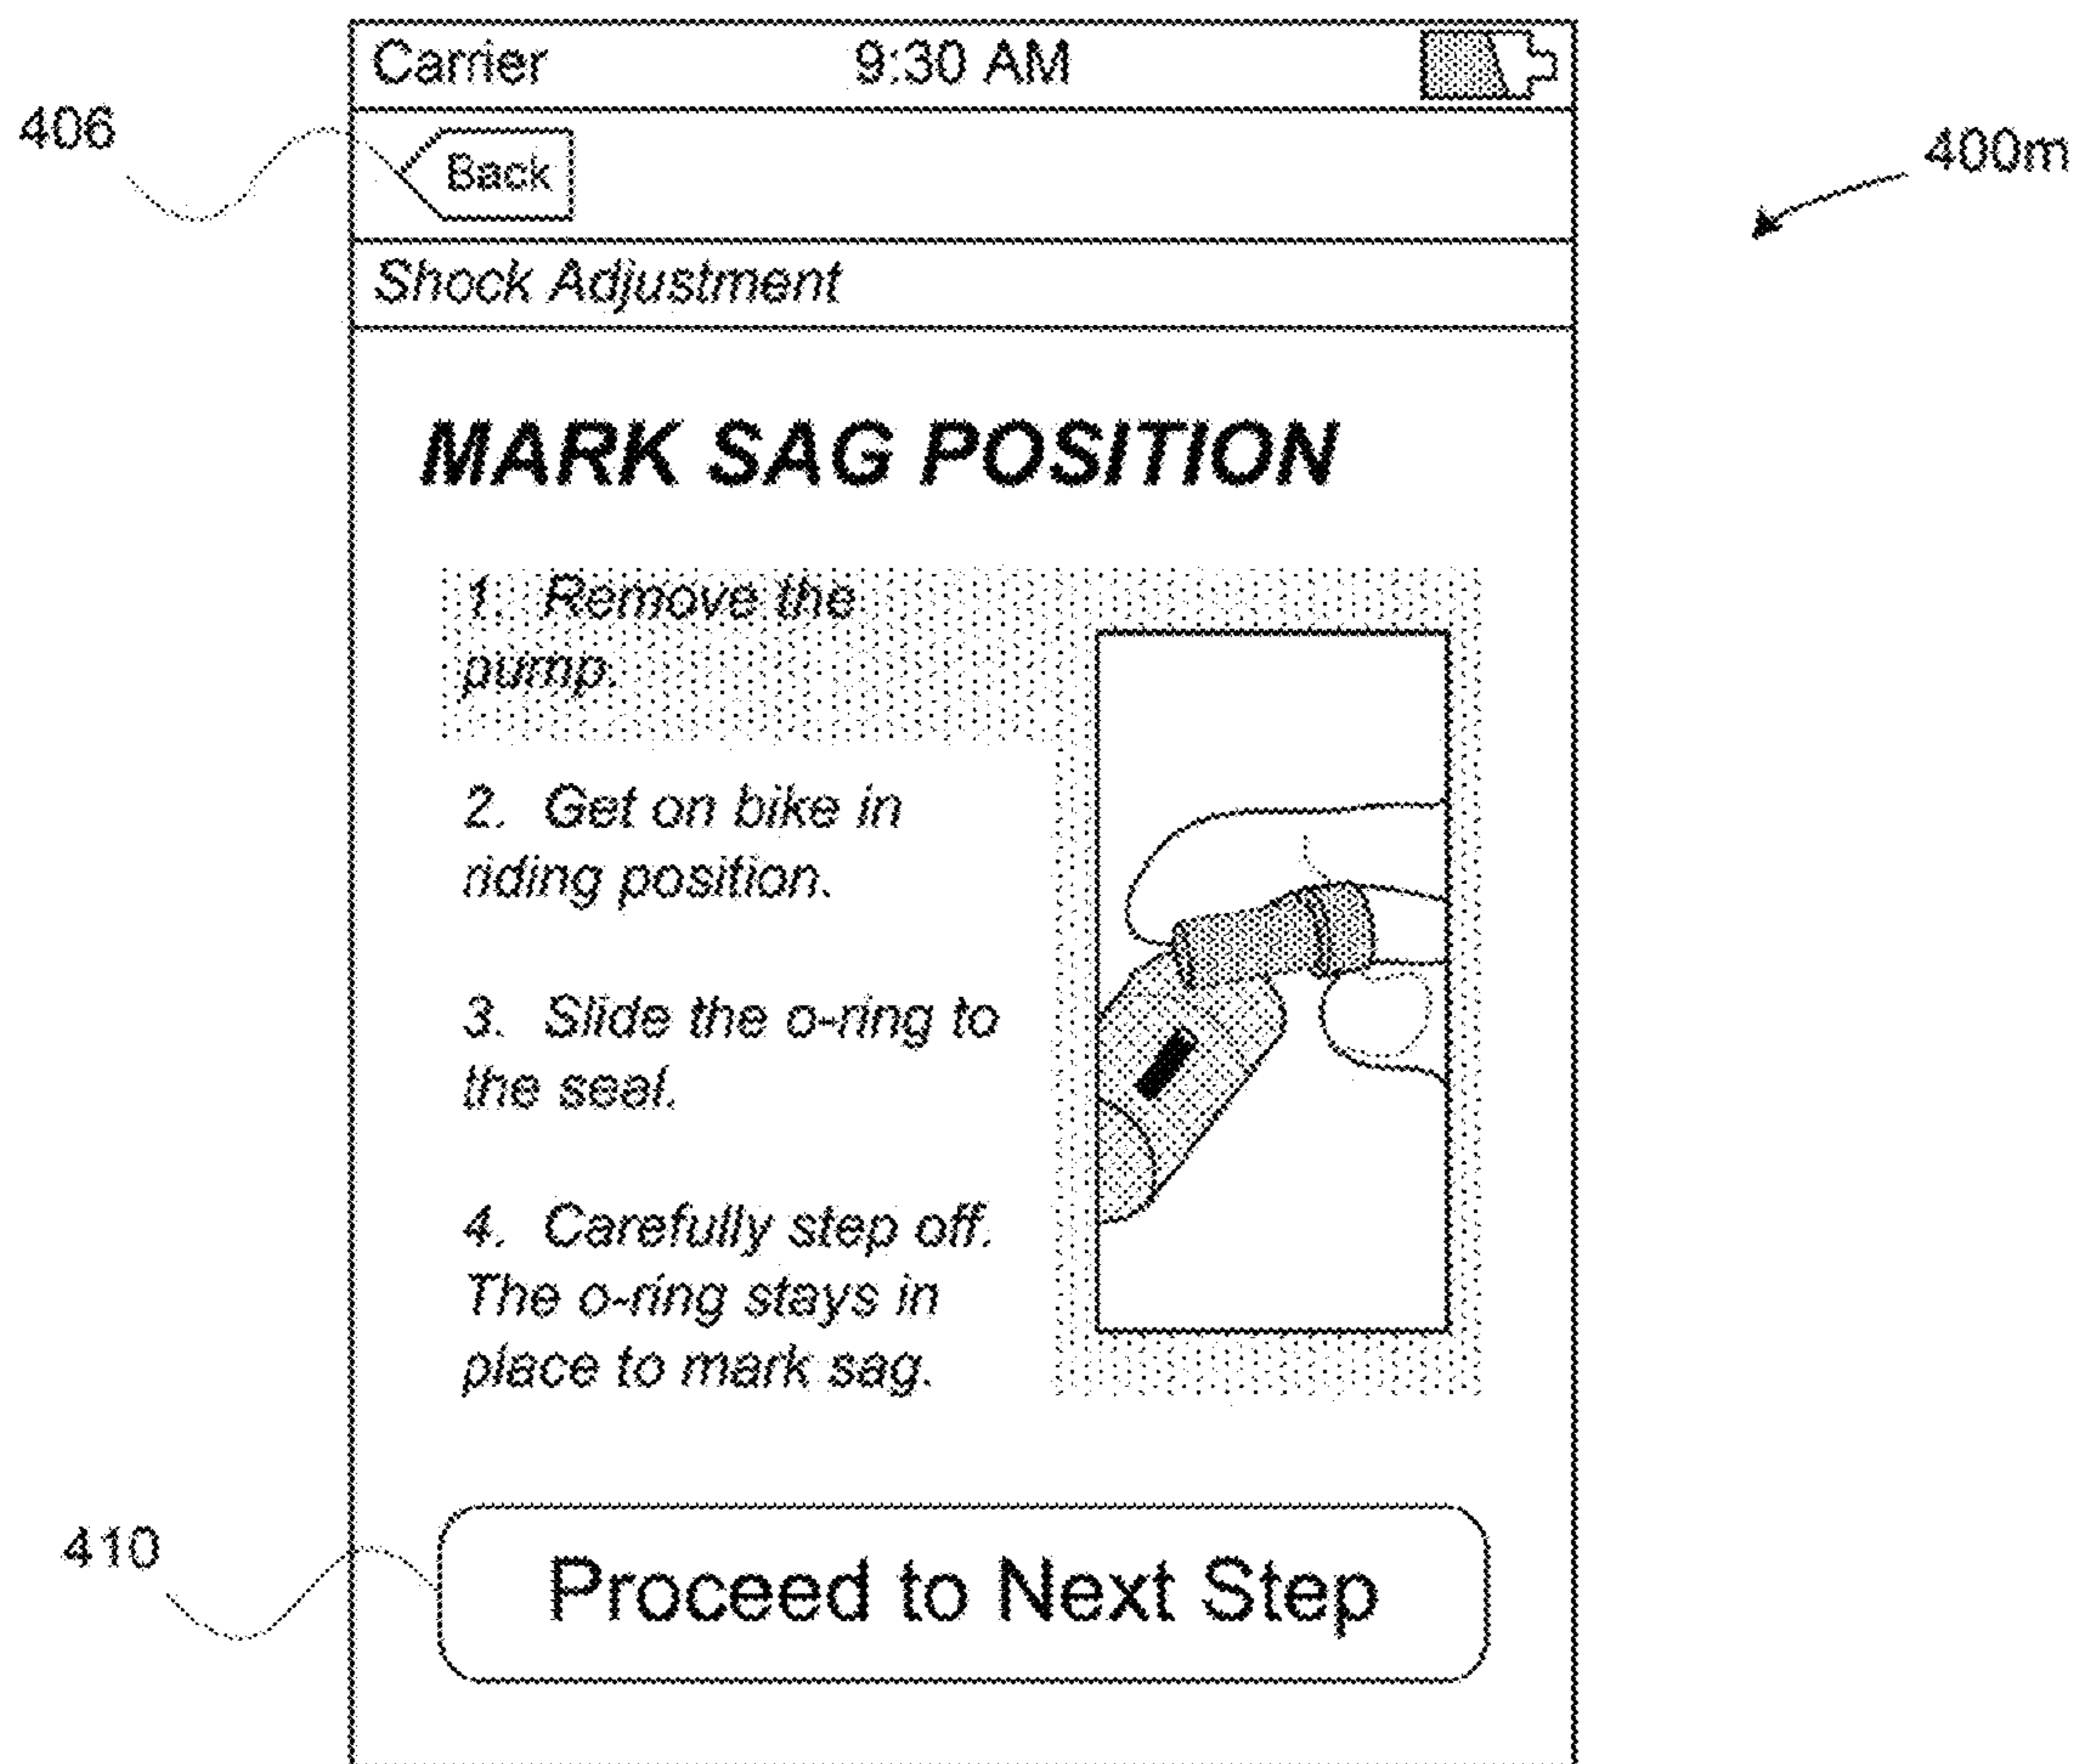 Carrier 9:30 AM
406
Back
400m
Shock Adjustment
MARK SAG POSITION
1. Remove the
pump.
2. Get on bike in
riding position.
3. Slide the o-ring to
the seal.
4. Carefully step off.
The o-ring stays in
place to mark sag.
410
Proceed to Next Step